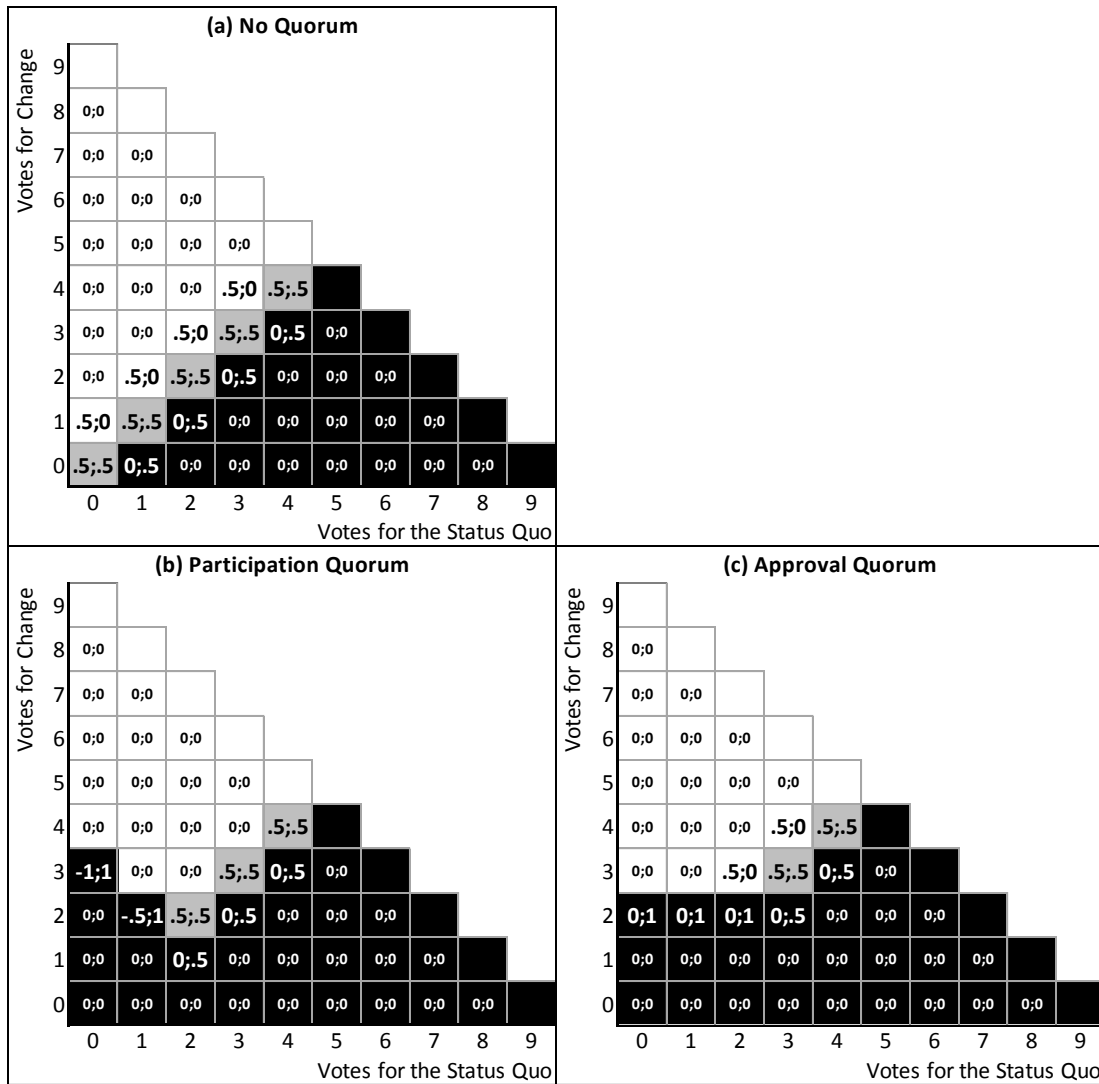 (a) No Quorum
Votes for Change
9
8 0;0
7 0;0 0;0
6 0;0 0;0 0;0
5 0;0 0;0 0;0 0;0
4 0;0 0;0 0;0 .5;0 .5;.5
3 0;0 0;0 .5;0 .5;.5 0;.5 0;0
2 0;0 .5;0 .5;.5 0;.5 0;0 0;0 0;0
1 .5;0 .5;.5 0;.5 0;0 0;0 0;0 0;0 0;0
0 .5;.5 0;.5 0;0 0;0 0;0 0;0 0;0 0;0 0;0
0 1 2 3 4 5 6 7 8 9
Votes for the Status Quo
(b) Participation Quorum
Votes for Change
9
8 0;0
7 0;0 0;0
6 0;0 0;0 0;0
5 0;0 0;0 0;0 0;0
4 0;0 0;0 0;0 0;0 .5;.5
3 -1;1 0;0 0;0 .5;.5 0;.5 0;0
2 0;0 -.5;1 .5;.5 0;.5 0;0 0;0 0;0
1 0;0 0;0 0;.5 0;0 0;0 0;0 0;0 0;0
0 0;0 0;0 0;0 0;0 0;0 0;0 0;0 0;0 0;0
0 1 2 3 4 5 6 7 8 9
Votes for the Status Quo
(c) Approval Quorum
Votes for Change
9
8 0;0
7 0;0 0;0
6 0;0 0;0 0;0
5 0;0 0;0 0;0 0;0
4 0;0 0;0 0;0 .5;0 .5;.5
3 0;0 0;0 .5;0 .5;.5 0;.5 0;0
2 0;1 0;1 0;1 0;.5 0;0 0;0 0;0
1 0;0 0;0 0;0 0;0 0;0 0;0 0;0 0;0
0 0;0 0;0 0;0 0;0 0;0 0;0 0;0 0;0 0;0
0 1 2 3 4 5 6 7 8 9
Votes for the Status Quo